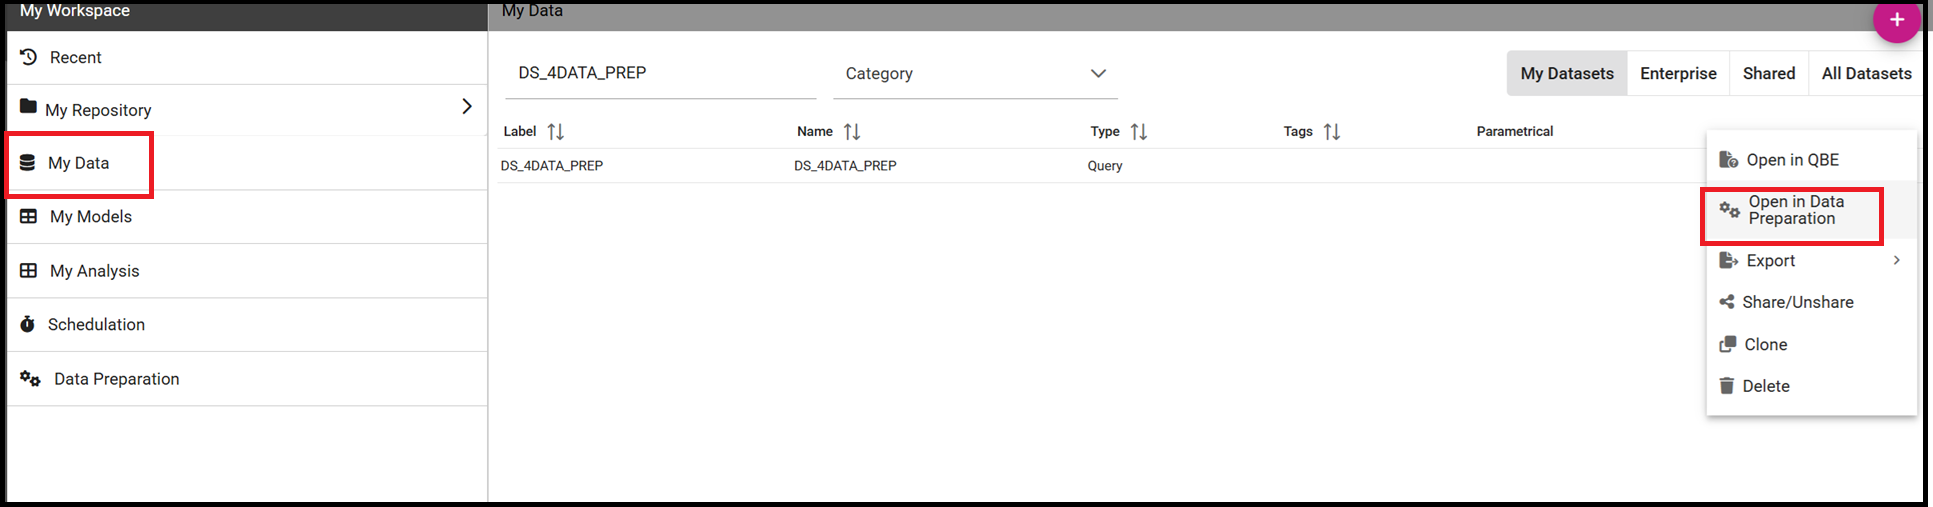 My Workspace
My Data
Recent
My Repository
My Data
My Models
My Analysis
Schedulation
Data Preparation
DS_4DATA_PREP
Category
My Datasets
Enterprise
Shared
All Datasets
Label
Name
Type
Tags
Parametrical
DS_4DATA_PREP
DS_4DATA_PREP
Query
Open in QBE
Open in Data
Preparation
Export
Share/Unshare
Clone
Delete